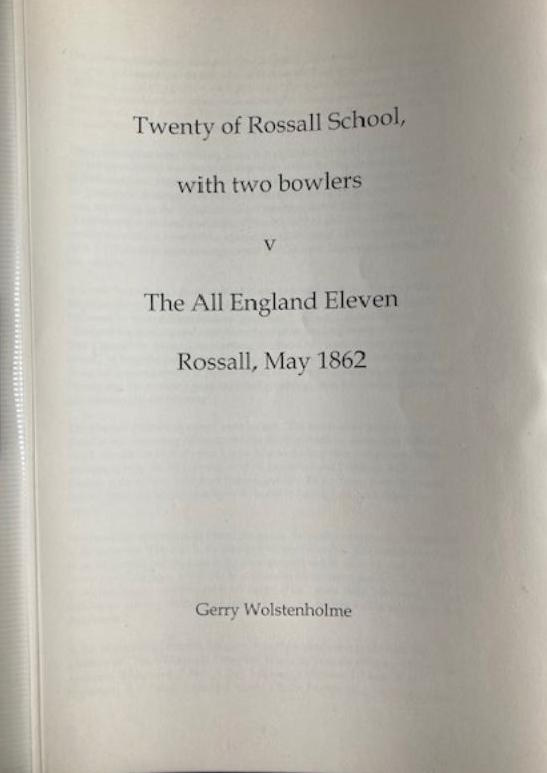 Twenty of Rossall School,
with two bowlers
v
The All England Eleven
Rossall, May 1862
Gerry Wolstenholme